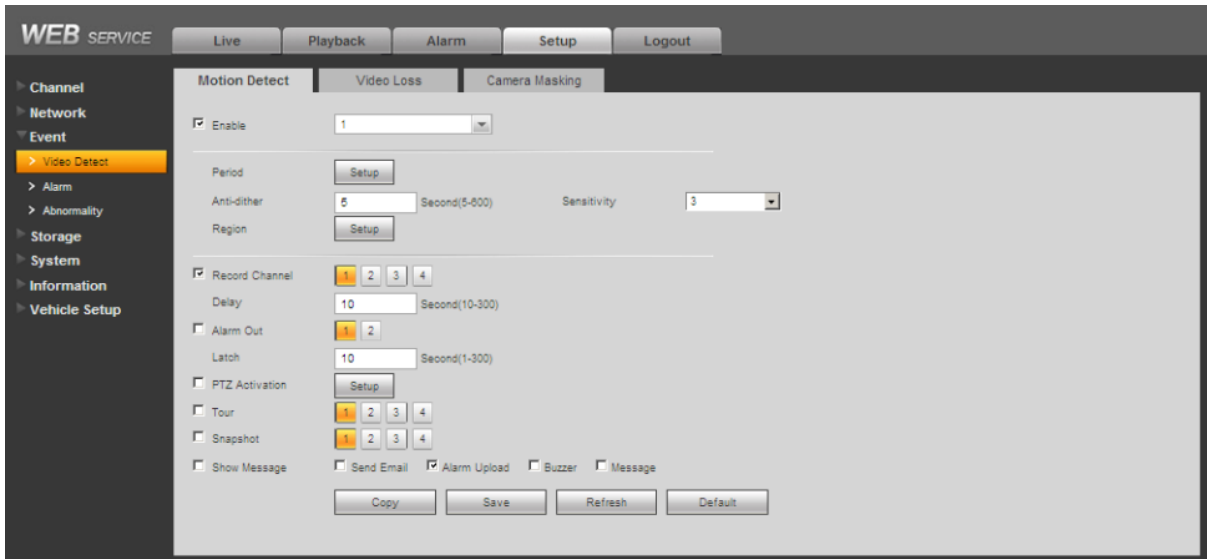 WEB SERVICE
Live Playback Alarm Setup Logout
Channel
Network
Event
> Video Detect
> Alarm
> Abnormality
Storage
System
Information
Vehicle Setup
Motion Detect Video Loss Camera Masking
Enable 1
Period Setup
Anti-dither 5 Second(5-600) Sensitivity 3
Region Setup
Record Channel 1 2 3 4
Delay 10 Second(10-300)
Alarm Out 1 2
Latch 10 Second(1-300)
PTZ Activation Setup
Tour 1 2 3 4
Snapshot 1 2 3 4
Show Message Send Email Alarm Upload Buzzer Message
Copy Save Refresh Default